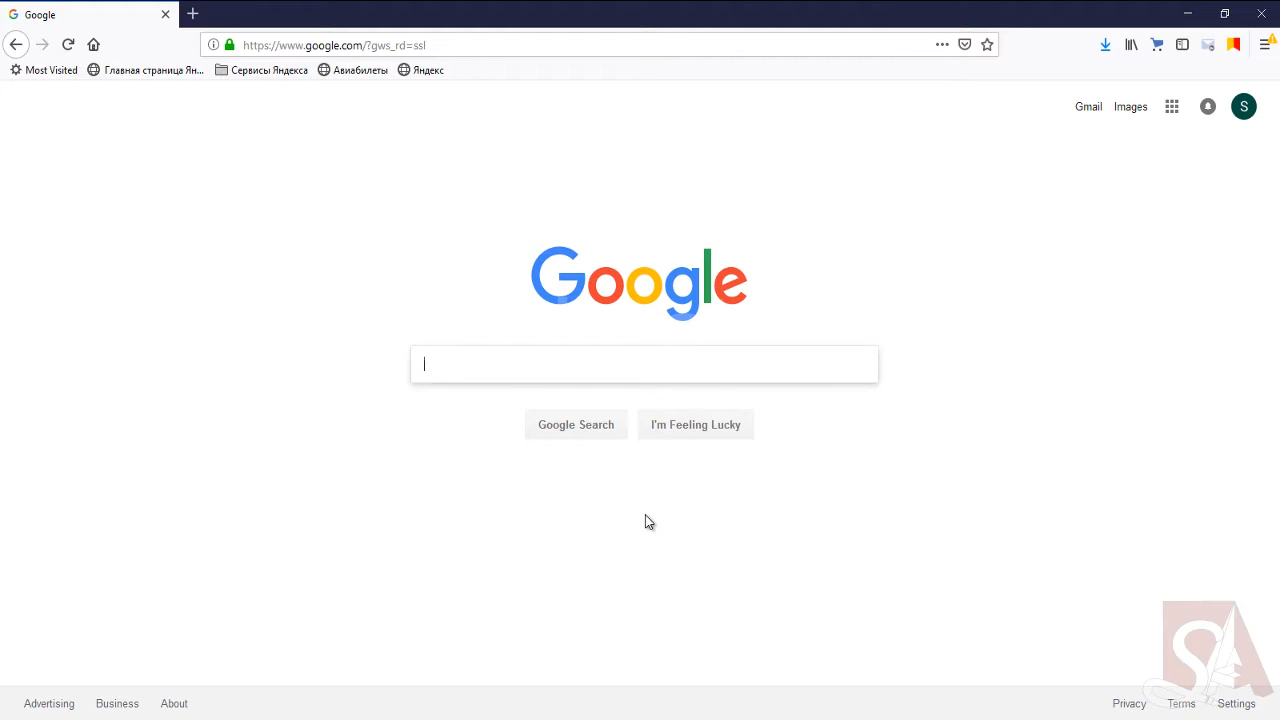 Google
https://www.google.com/?gws_rd=ssl
Most Visited Главная страница Ян... Сервисы Яндекса Авиабилеты Яндекс
Gmail Images S
Google
Google Search I'm Feeling Lucky
SA
Advertising Business About Privacy Terms Settings